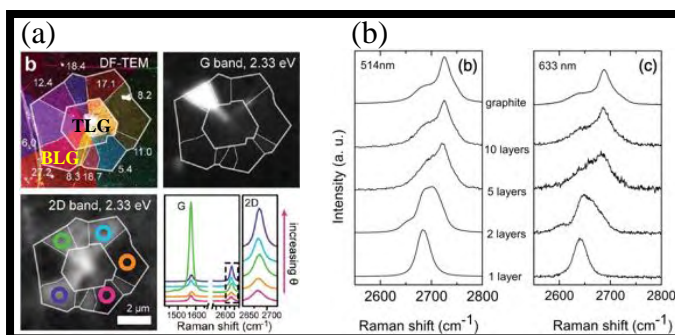 (a)
b
DF-TEM
18.4
12.4
17.1
8.2
TLG
6.0
BLG
11.0
27.2
8.3
18.7
5.4
G band, 2.33 eV
2D band, 2.33 eV
2 μm
G
2D
increasing θ
1500 1600 2600 2650 2700
Raman shift (cm⁻¹)
(b)
514nm
(b)
633 nm
(c)
graphite
10 layers
5 layers
2 layers
1 layer
Intensity (a. u.)
2600 2700 2800
2600 2700 2800
Raman shift (cm⁻¹)
Raman shift (cm⁻¹)